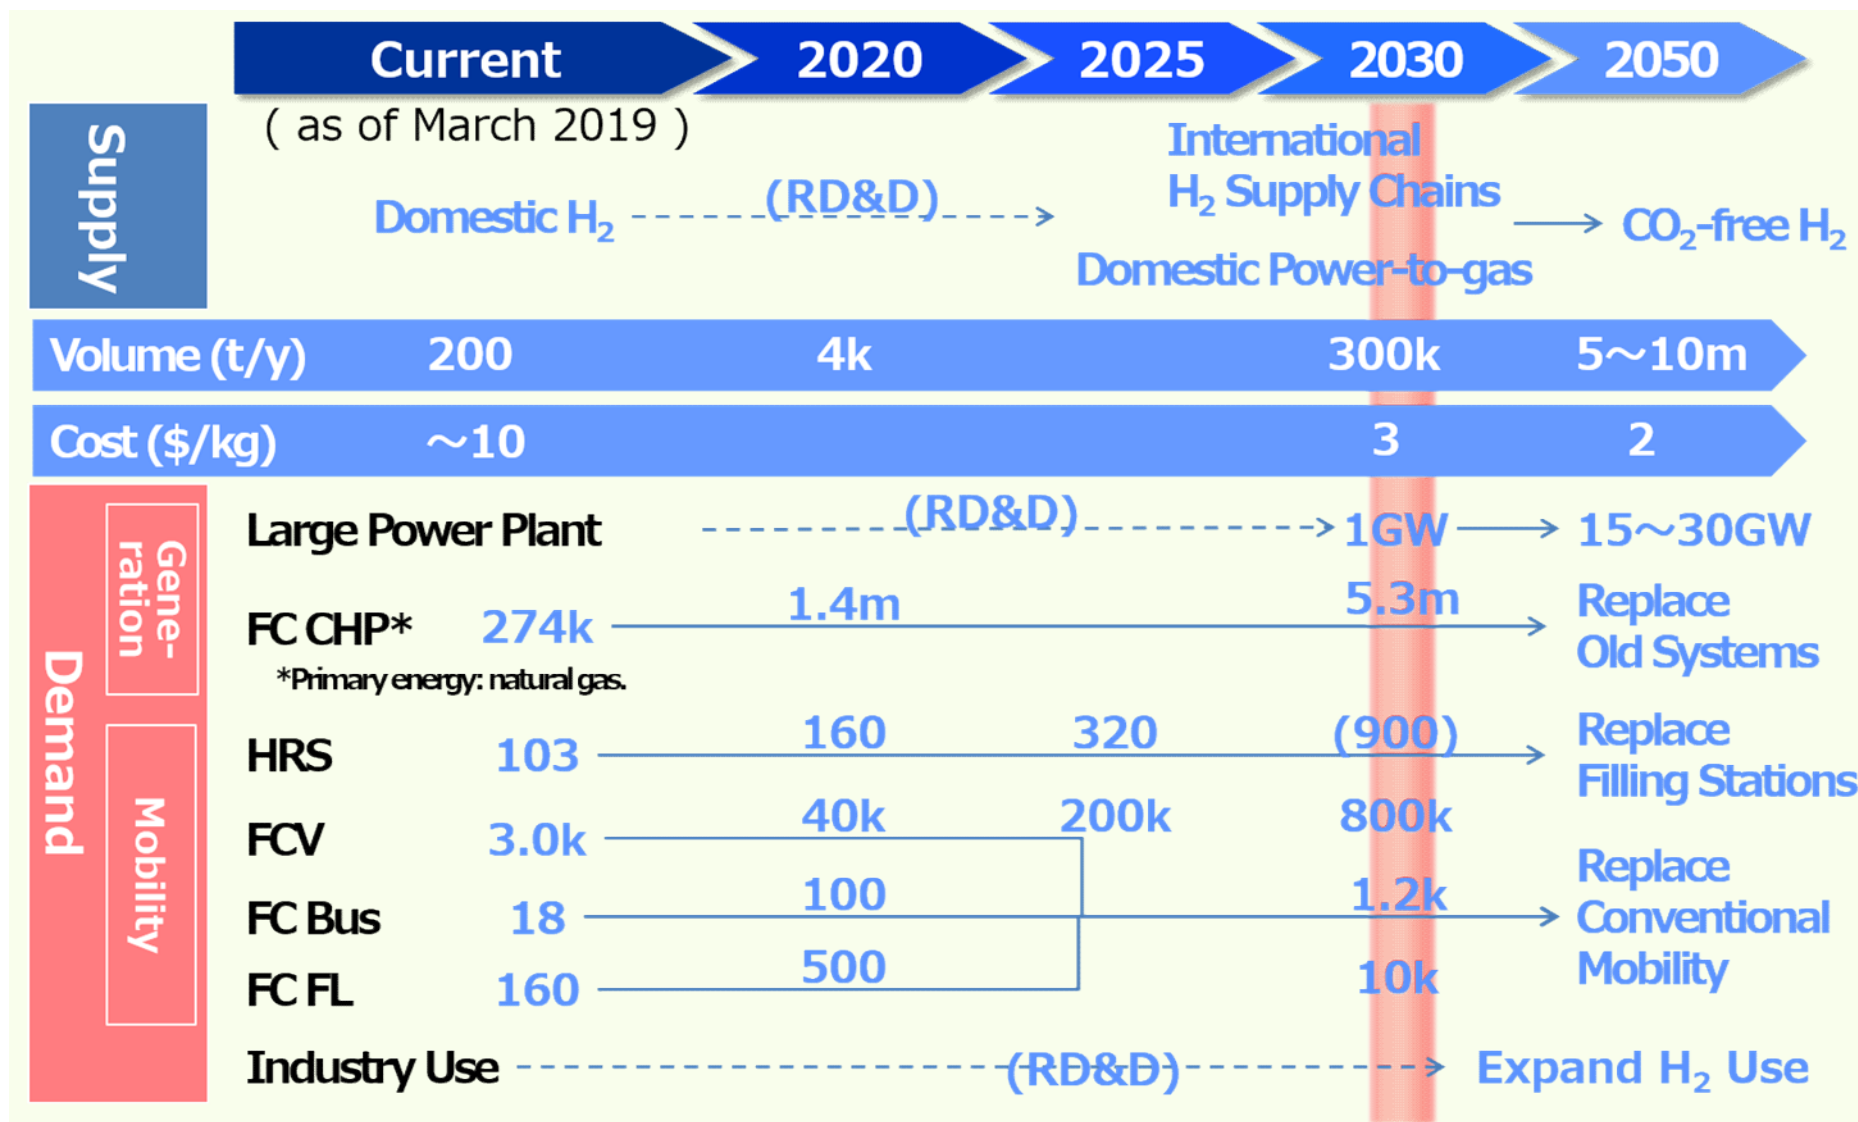 Current 2020 2025 2030 2050
( as of March 2019 )
Supply
International
H₂ Supply Chains
(RD&D)
Domestic H₂
CO₂-free H₂
Domestic Power-to-gas
Volume (t/y) 200 4k 300k 5～10m
Cost ($/kg) ～10 3 2
Demand
Gene-
ration
Large Power Plant (RD&D) 1GW 15～30GW
FC CHP* 274k 1.4m 5.3m Replace
Old Systems
*Primary energy: natural gas.
Mobility
HRS 103 160 320 (900) Replace
Filling Stations
FCV 3.0k 40k 200k 800k
FC Bus 18 100 1.2k Replace
Conventional
Mobility
FC FL 160 500 10k
Industry Use (RD&D) Expand H₂ Use